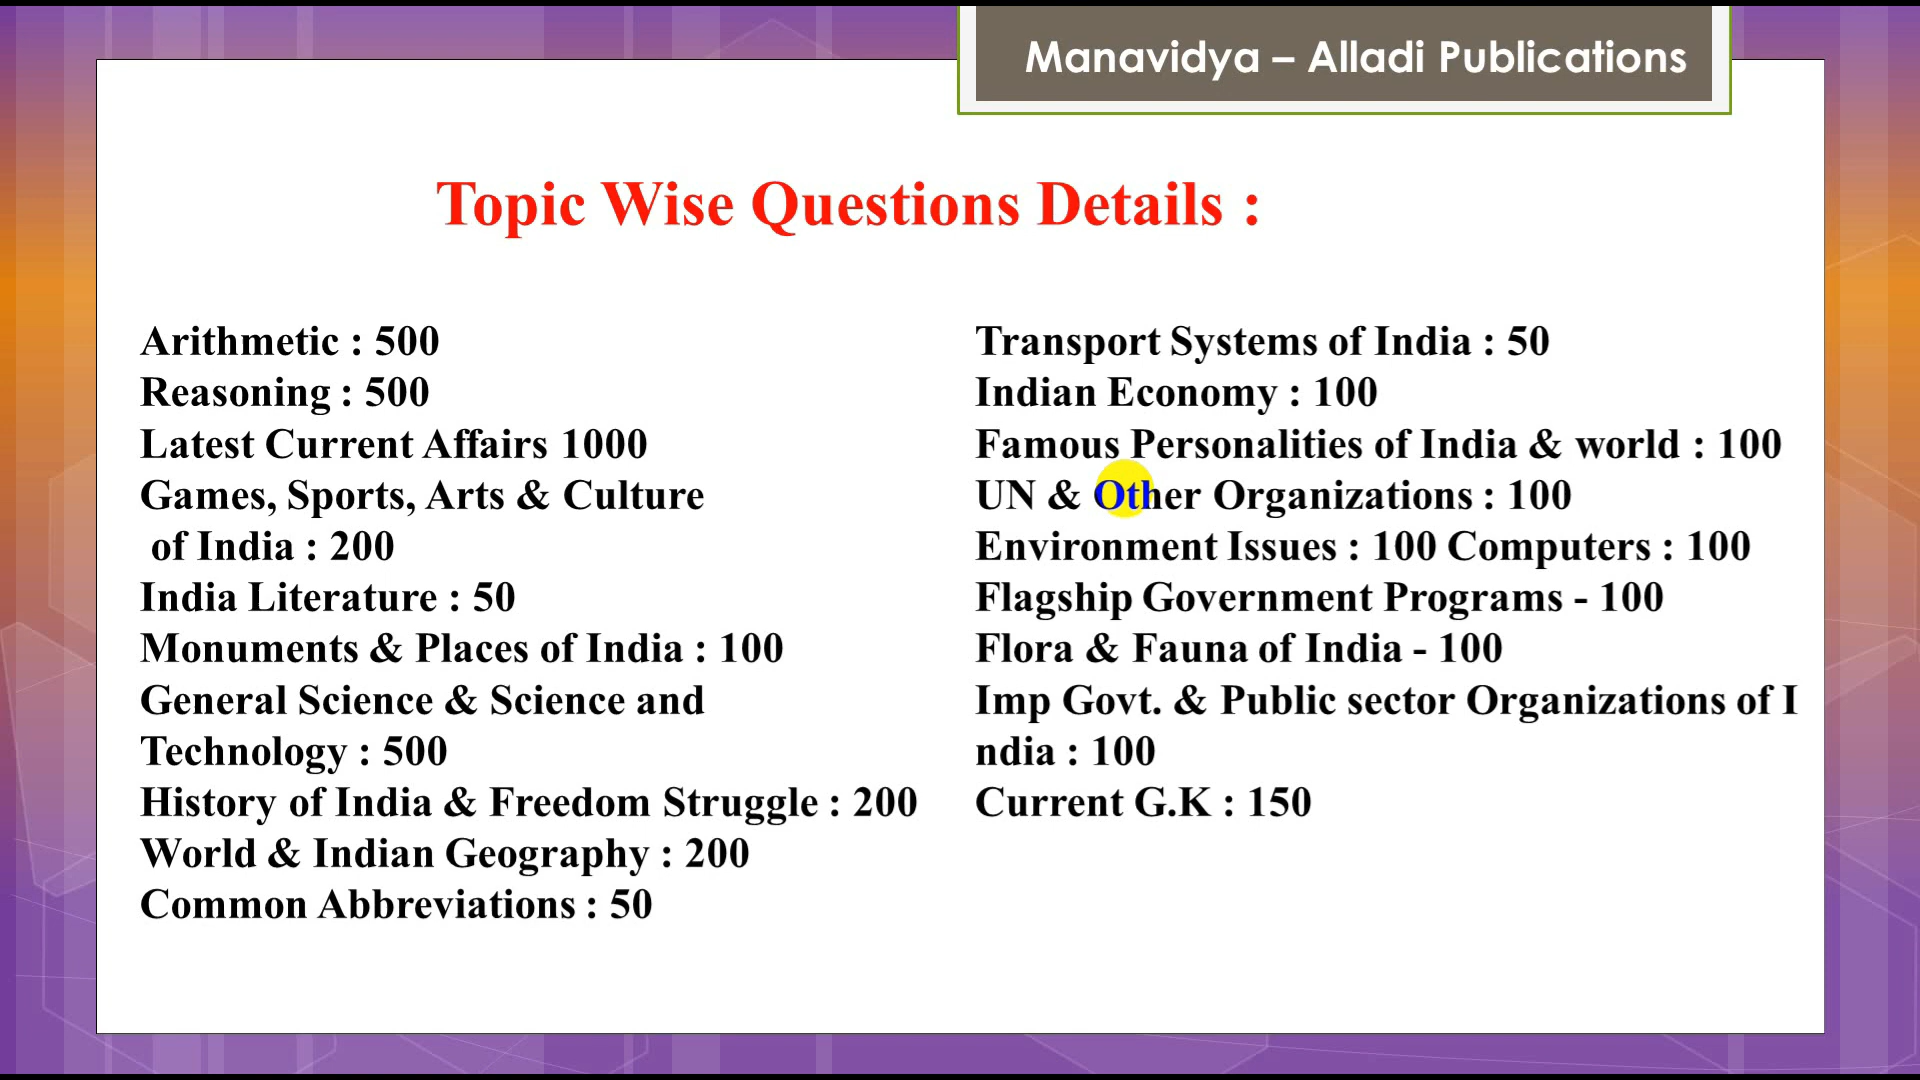 Manavidya – Alladi Publications
Topic Wise Questions Details :
Arithmetic : 500
Reasoning : 500
Latest Current Affairs 1000
Games, Sports, Arts & Culture
of India : 200
India Literature : 50
Monuments & Places of India : 100
General Science & Science and
Technology : 500
History of India & Freedom Struggle : 200
World & Indian Geography : 200
Common Abbreviations : 50
Transport Systems of India : 50
Indian Economy : 100
Famous Personalities of India & world : 100
UN & Other Organizations : 100
Environment Issues : 100 Computers : 100
Flagship Government Programs - 100
Flora & Fauna of India - 100
Imp Govt. & Public sector Organizations of I
ndia : 100
Current G.K : 150